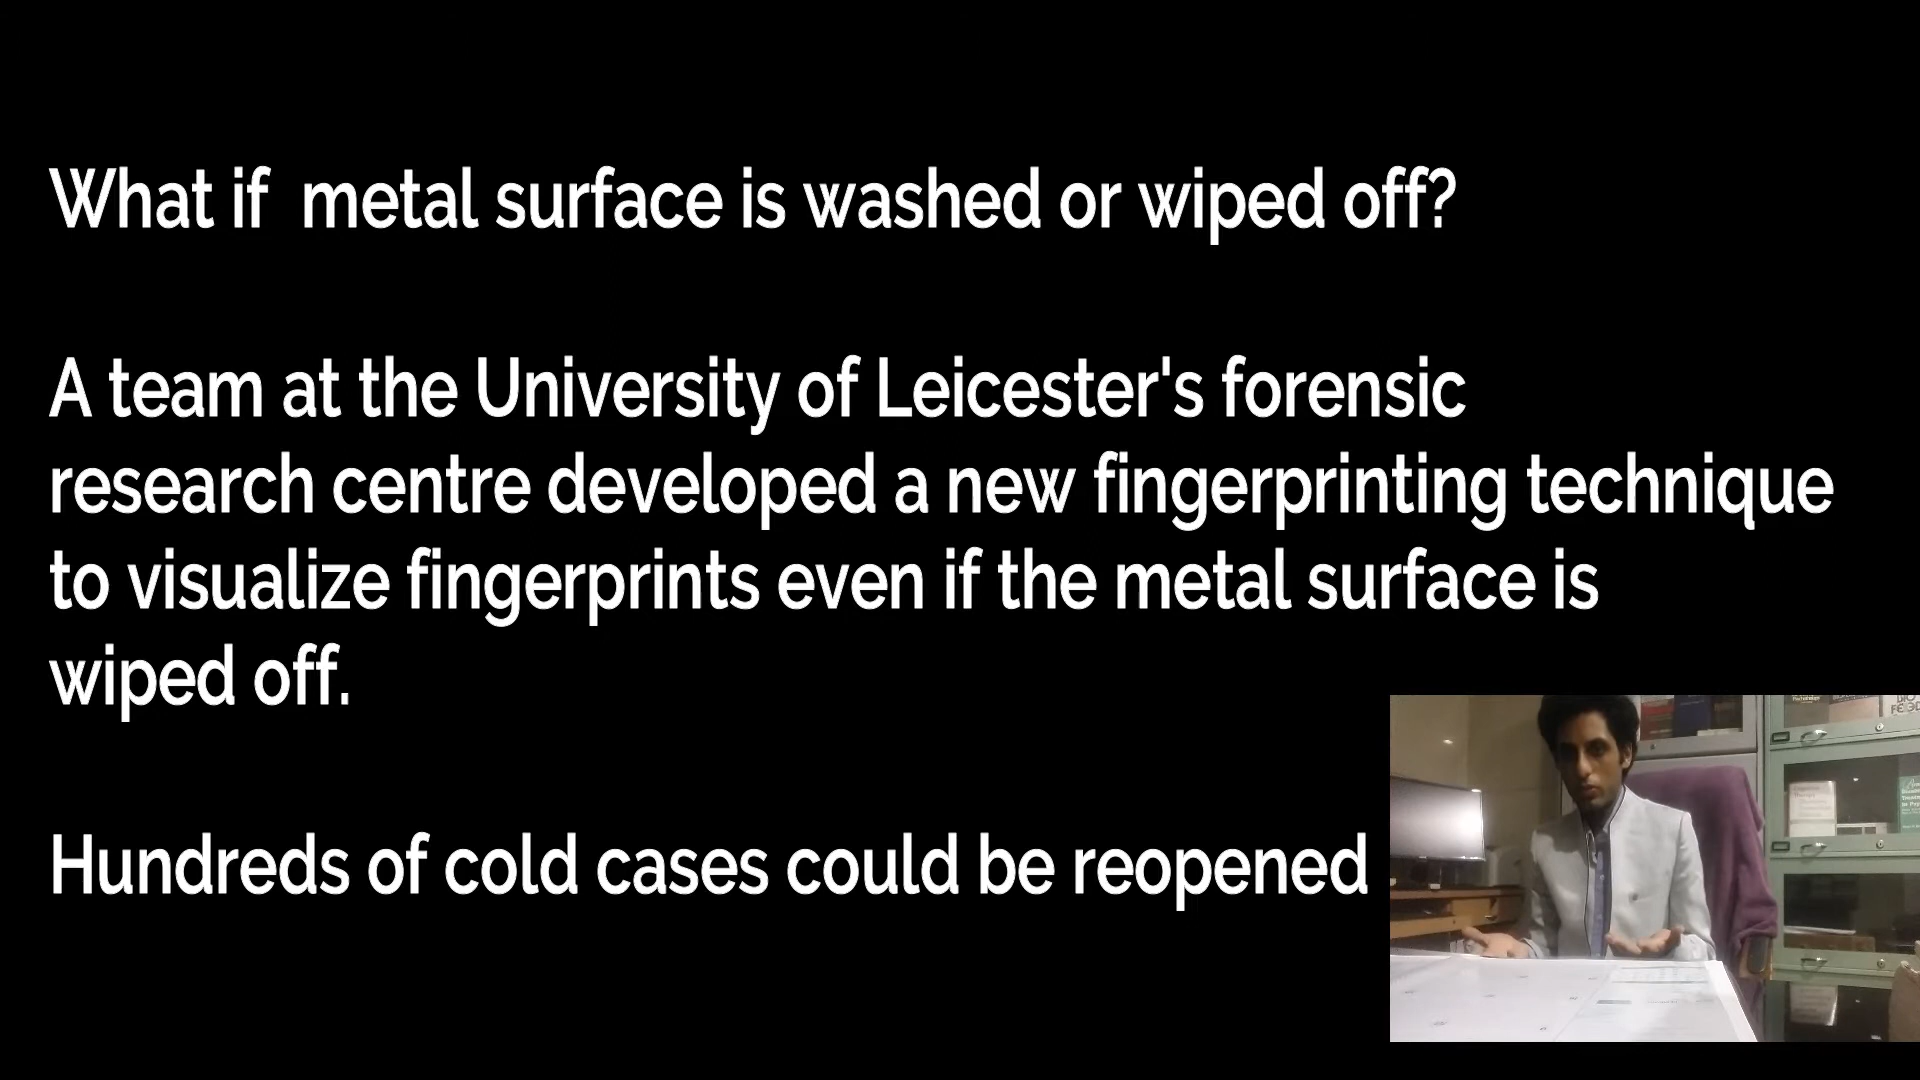 What if  metal surface is washed or wiped off?
A team at the University of Leicester's forensic
research centre developed a new fingerprinting technique
to visualize fingerprints even if the metal surface is
wiped off.
Hundreds of cold cases could be reopened